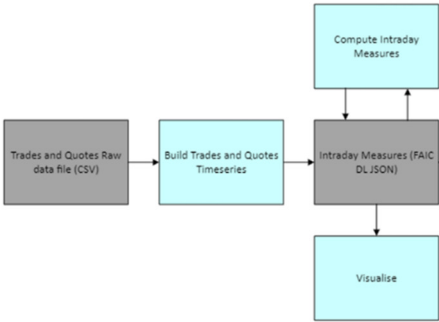 Compute Intraday
Measures
Trades and Quotes Raw
data file (CSV)
Build Trades and Quotes
Timeseries
Intraday Measures (FAIC
DL JSON)
Visualise